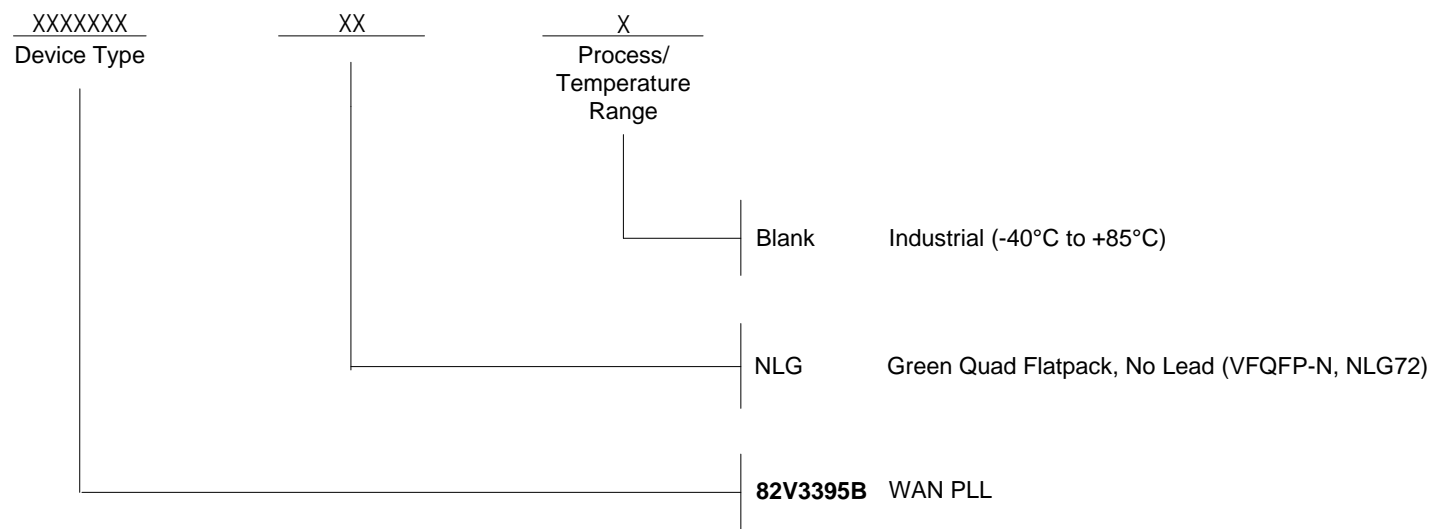 XXXXXXX XX X
Device Type
Process/
Temperature
Range
Blank Industrial (-40°C to +85°C)
NLG Green Quad Flatpack, No Lead (VFQFP-N, NLG72)
82V3395B WAN PLL